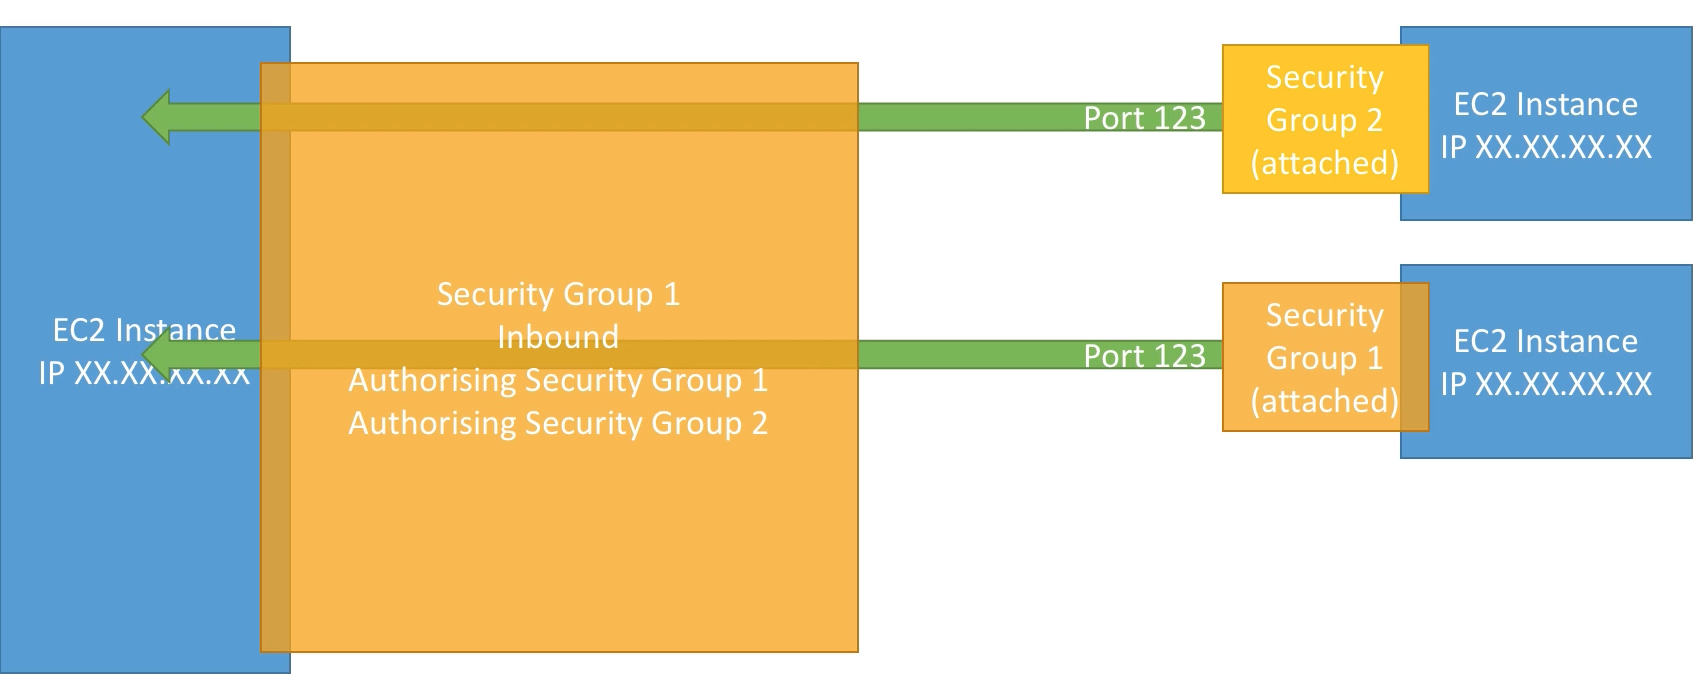 EC2 Instance
IP XX.XX.XX.XX
Security Group 1
Inbound
Authorising Security Group 1
Authorising Security Group 2
Port 123
Security
Group 2
(attached)
EC2 Instance
IP XX.XX.XX.XX
Port 123
Security
Group 1
(attached)
EC2 Instance
IP XX.XX.XX.XX